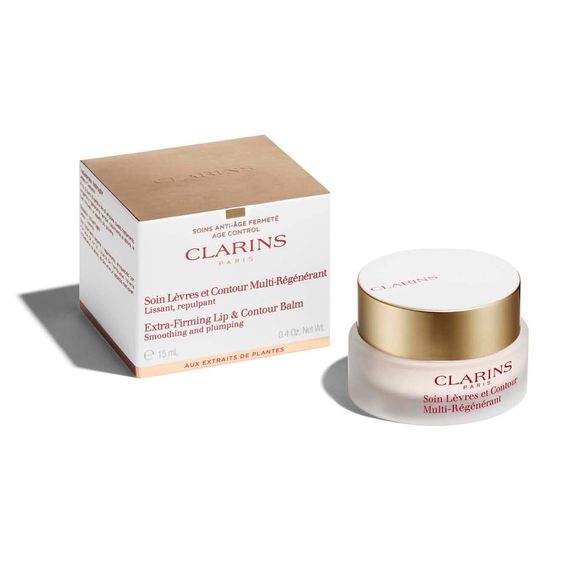 CLARINS
SOINS ANTI-ÂGE FERMETÉ
AGE CONTROL
CLARINS
PARIS
Soin Lèvres et Contour Multi-Régénérant
Lissant, repulpant
Extra-Firming Lip & Contour Balm
Smoothing and plumping
℮ 15 mL
0.4 Oz. Net Wt.
AUX EXTRAITS DE PLANTES
CLARINS
CLARINS
PARIS
Soin Lèvres et Contour
Multi-Régénérant